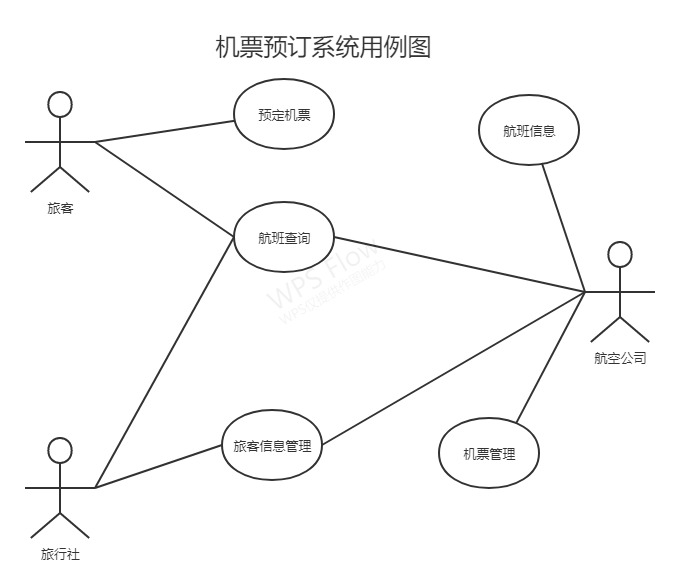 机票预订系统用例图
预定机票
航班信息
旅客
航班查询
WPS Flow
航空公司
旅客信息管理
机票管理
旅行社